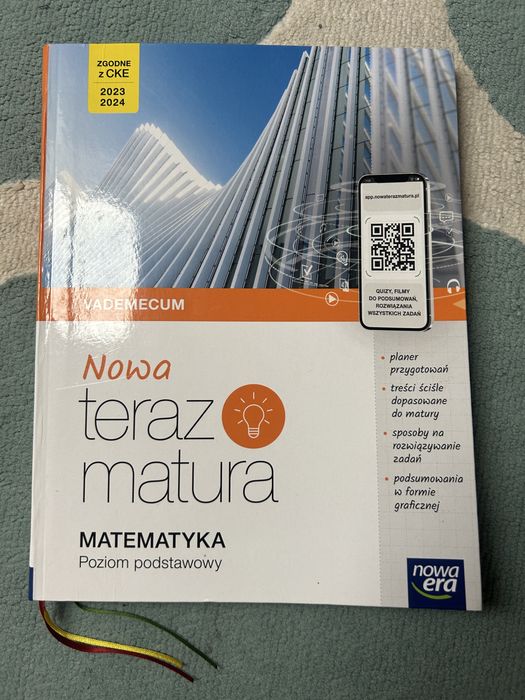 ZGODNE
z CKE
2023
2024
app.nowaterazmatura.pl
QUIZY, FILMY
DO PODSUMOWAŃ,
ROZWIĄZANIA
WSZYSTKICH ZADAŃ
VADEMECUM
Nowa
teraz
matura
MATEMATYKA
Poziom podstawowy
• planer
przygotowań
• treści ściśle
dopasowane
do matury
• sposoby na
rozwiązywanie
zadań
• podsumowania
w formie
graficznej
nowa
era